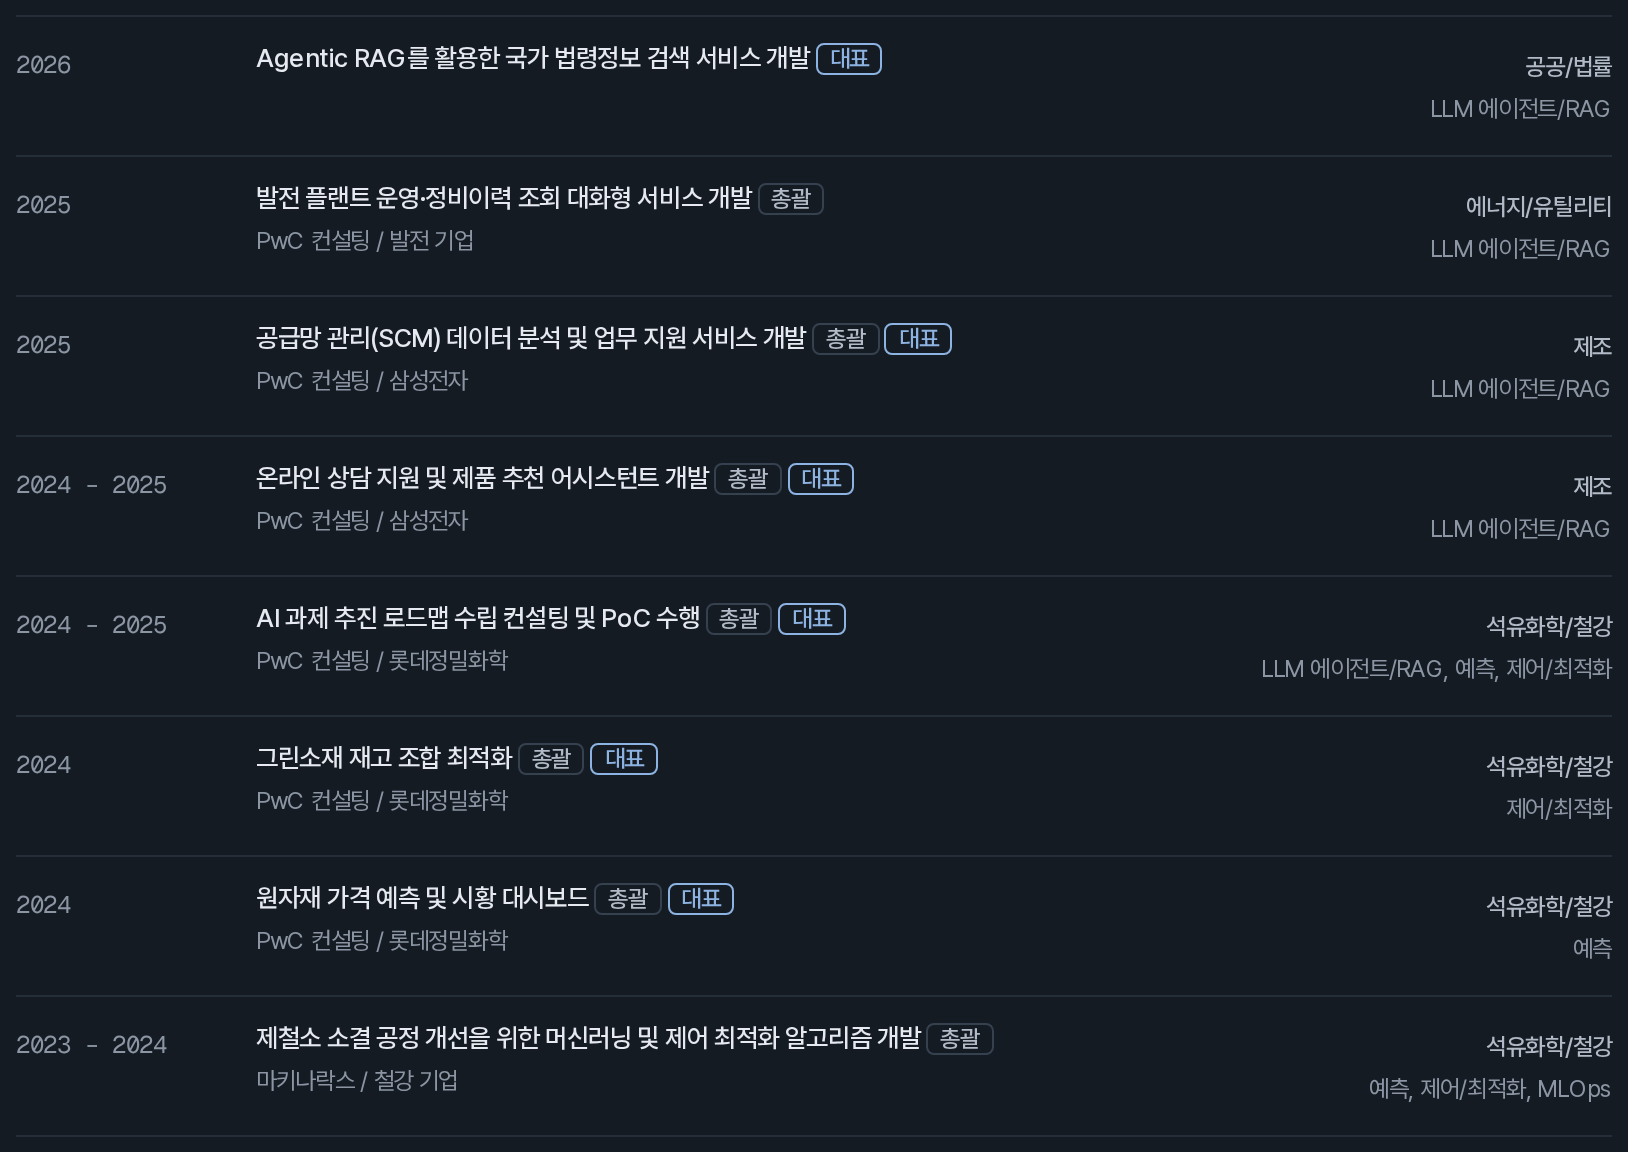 2026
Agentic RAG를 활용한 국가 법령정보 검색 서비스 개발 대표
공공/법률
LLM 에이전트/RAG
2025
발전 플랜트 운영·정비이력 조회 대화형 서비스 개발 총괄
PwC 컨설팅 / 발전 기업
에너지/유틸리티
LLM 에이전트/RAG
2025
공급망 관리(SCM) 데이터 분석 및 업무 지원 서비스 개발 총괄 대표
PwC 컨설팅 / 삼성전자
제조
LLM 에이전트/RAG
2024 – 2025
온라인 상담 지원 및 제품 추천 어시스턴트 개발 총괄 대표
PwC 컨설팅 / 삼성전자
제조
LLM 에이전트/RAG
2024 – 2025
AI 과제 추진 로드맵 수립 컨설팅 및 PoC 수행 총괄 대표
PwC 컨설팅 / 롯데정밀화학
석유화학/철강
LLM 에이전트/RAG, 예측, 제어/최적화
2024
그린소재 재고 조합 최적화 총괄 대표
PwC 컨설팅 / 롯데정밀화학
석유화학/철강
제어/최적화
2024
원자재 가격 예측 및 시황 대시보드 총괄 대표
PwC 컨설팅 / 롯데정밀화학
석유화학/철강
예측
2023 – 2024
제철소 소결 공정 개선을 위한 머신러닝 및 제어 최적화 알고리즘 개발 총괄
마키나락스 / 철강 기업
석유화학/철강
예측, 제어/최적화, MLOps